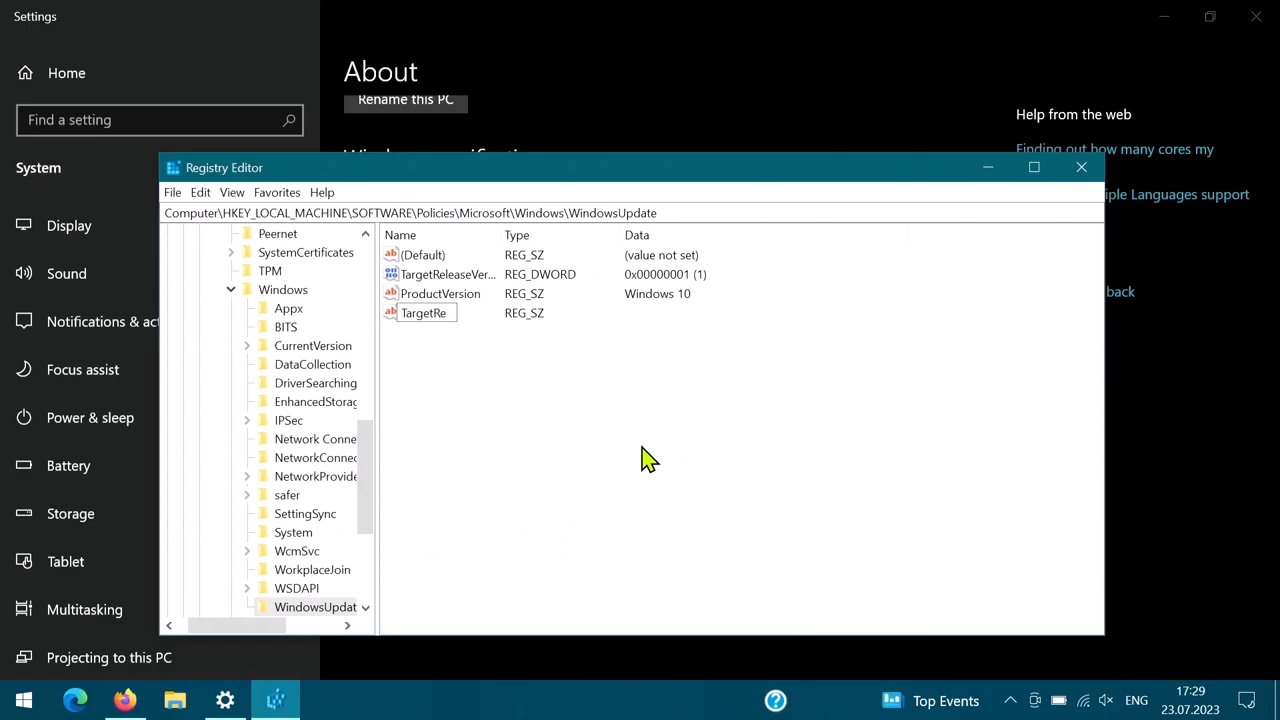 Settings
Home
Find a setting
System
Display
Sound
Notifications & act
Focus assist
Power & sleep
Battery
Storage
Tablet
Multitasking
Projecting to this PC
About
Rename this PC
Help from the web
Finding out how many cores my
iple Languages support
back
Registry Editor
File Edit View Favorites Help
Computer\HKEY_LOCAL_MACHINE\SOFTWARE\Policies\Microsoft\Windows\WindowsUpdate
Peernet
SystemCertificates
TPM
Windows
Appx
BITS
CurrentVersion
DataCollection
DriverSearching
EnhancedStorag
IPSec
Network Conne
NetworkConnec
NetworkProvide
safer
SettingSync
System
WcmSvc
WorkplaceJoin
WSDAPI
WindowsUpdat
Name Type Data
(Default) REG_SZ (value not set)
TargetReleaseVer... REG_DWORD 0x00000001 (1)
ProductVersion REG_SZ Windows 10
TargetRe REG_SZ
Top Events
ENG
17:29
23.07.2023